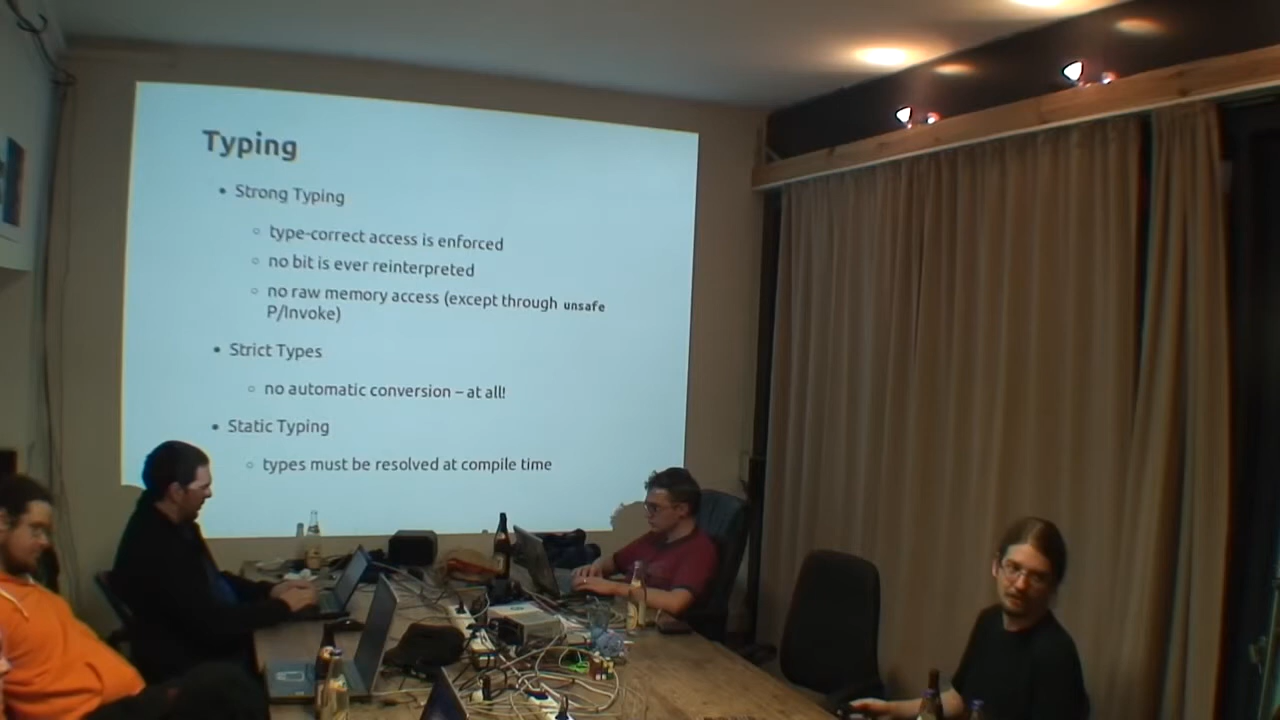 Typing
• Strong Typing
◦ type-correct access is enforced
◦ no bit is ever reinterpreted
◦ no raw memory access (except through unsafe
P/Invoke)
• Strict Types
◦ no automatic conversion – at all!
• Static Typing
◦ types must be resolved at compile time